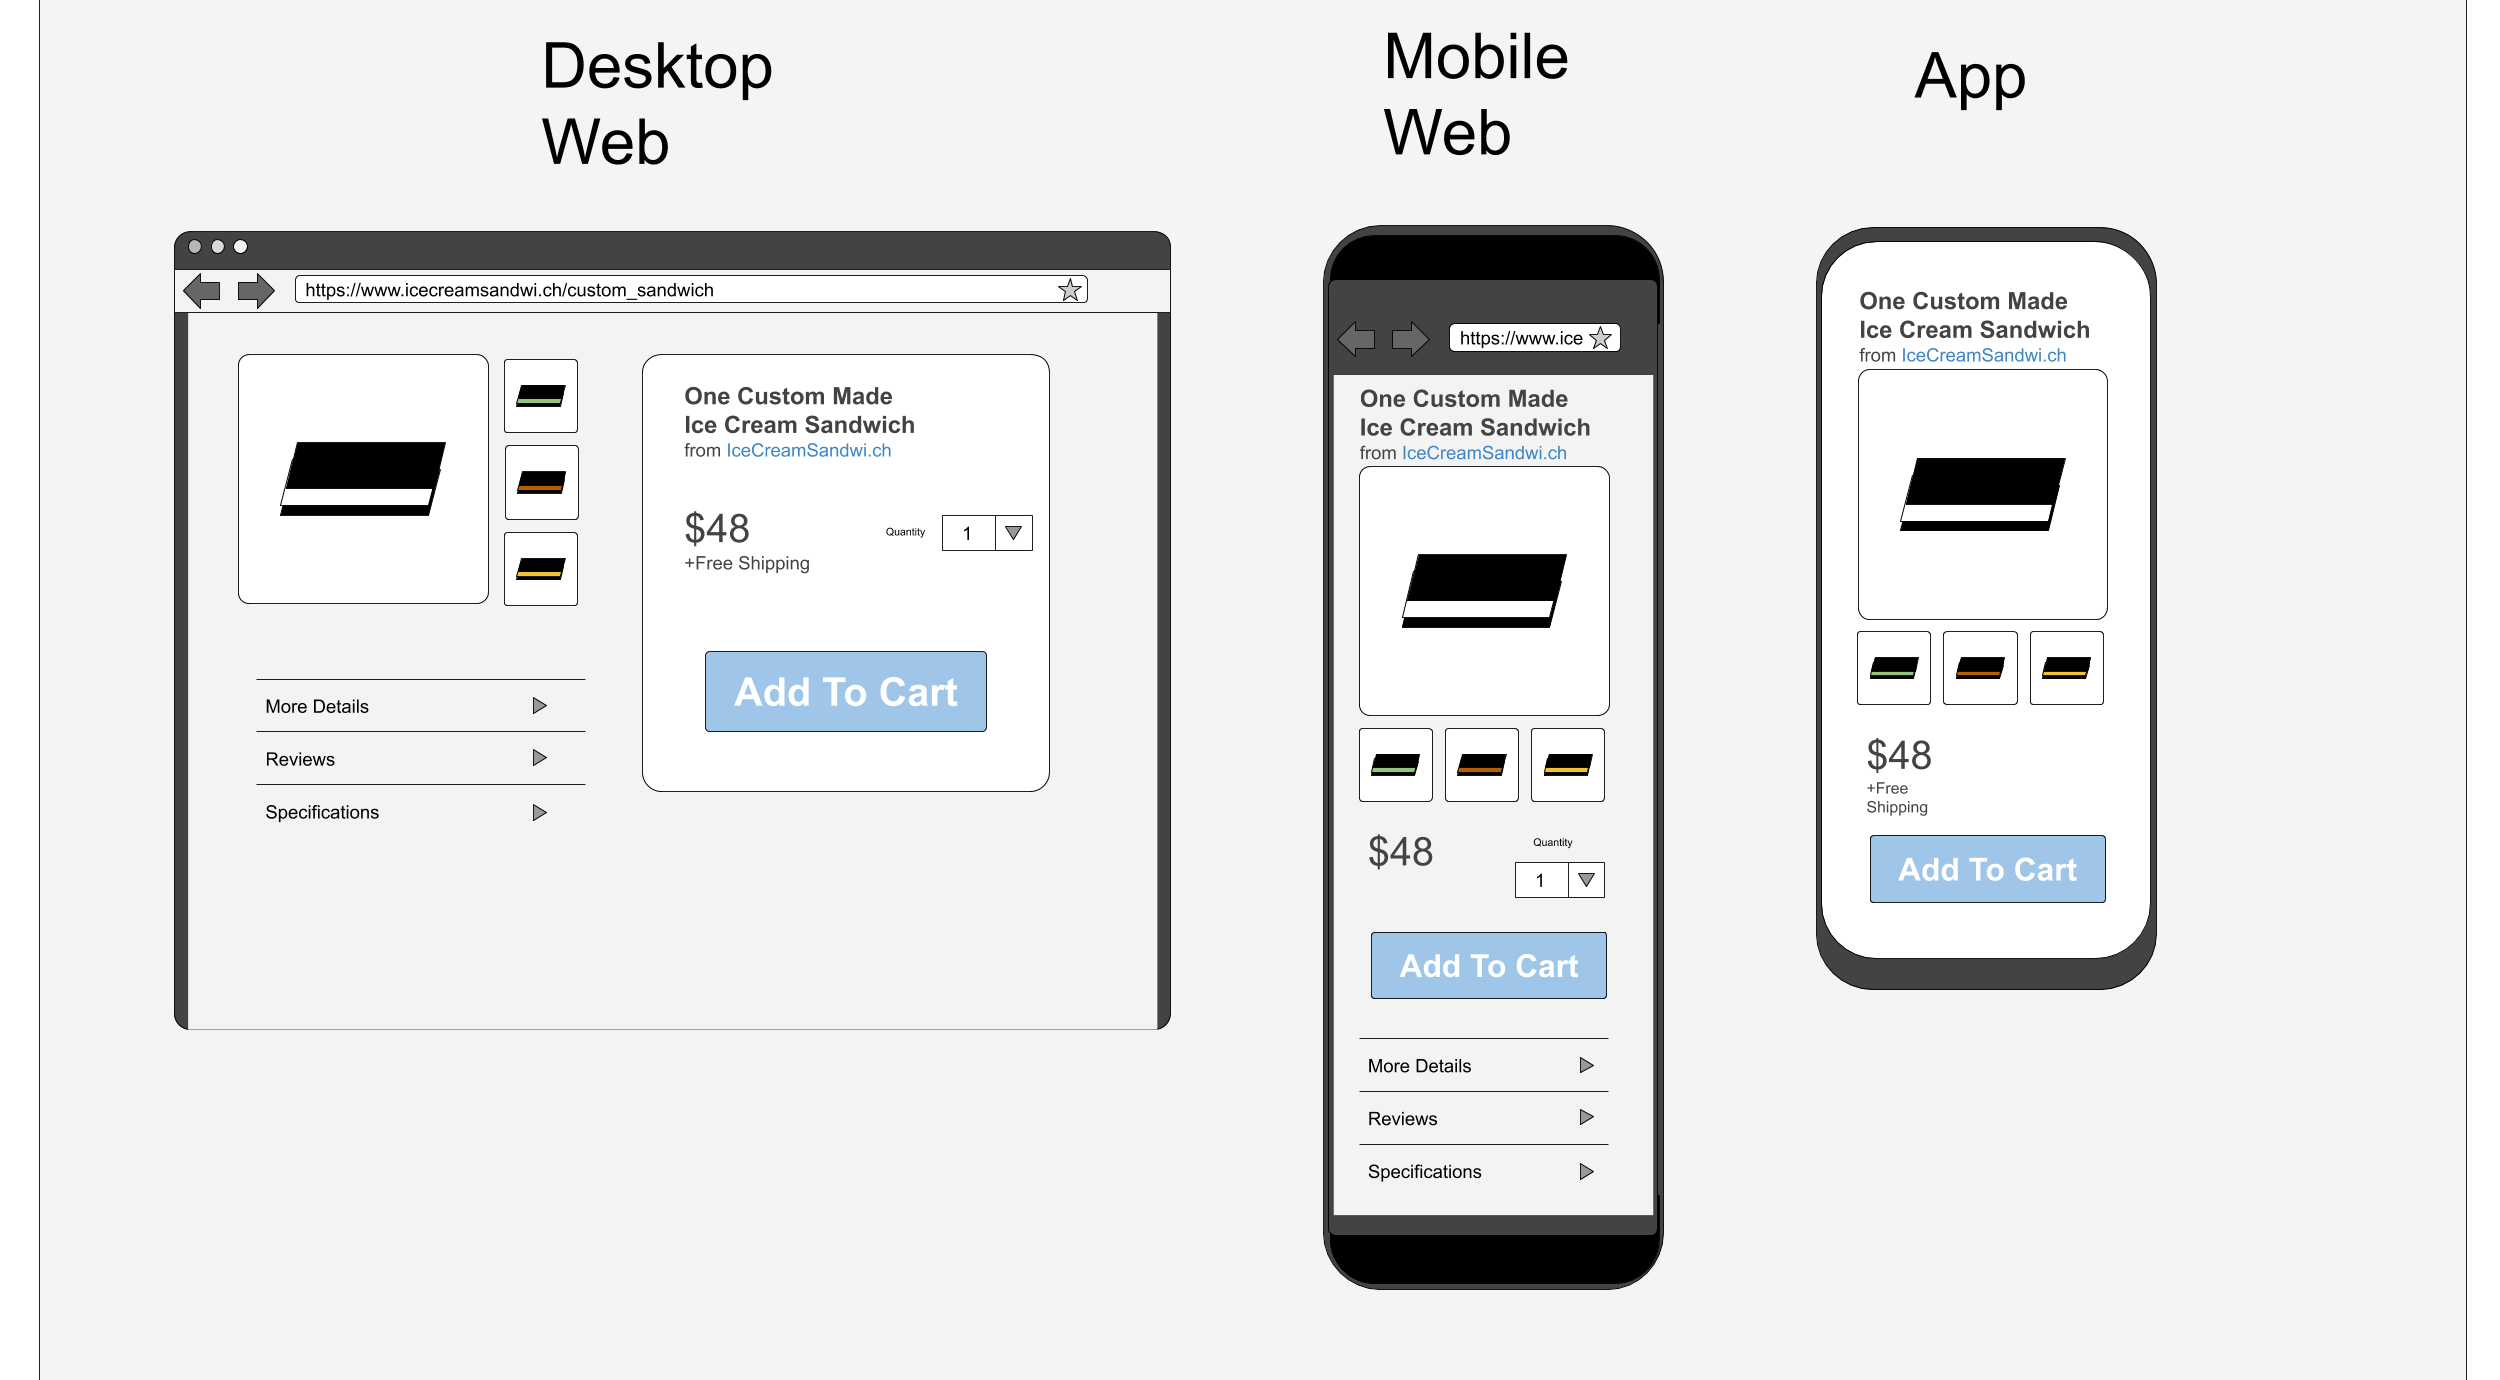 Desktop
Web
https://www.icecreamsandwi.ch/custom_sandwich
One Custom Made
Ice Cream Sandwich
from IceCreamSandwi.ch
$48
+Free Shipping
Quantity
1
Add To Cart
More Details
Reviews
Specifications
Mobile
Web
https://www.ice
One Custom Made
Ice Cream Sandwich
from IceCreamSandwi.ch
$48
Quantity
1
Add To Cart
More Details
Reviews
Specifications
App
One Custom Made
Ice Cream Sandwich
from IceCreamSandwi.ch
$48
+Free
Shipping
Add To Cart